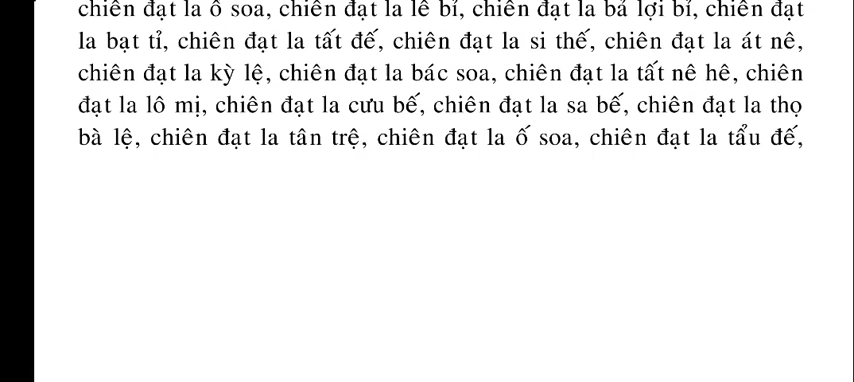 chiên đạt la ô soa, chiên đạt la lê bỉ, chiên đạt la bả lợi bỉ, chiên đạt
la bạt tỉ, chiên đạt la tất đế, chiên đạt la si thế, chiên đạt la át nê,
chiên đạt la kỳ lệ, chiên đạt la bác soa, chiên đạt la tất nê hê, chiên
đạt la lô mị, chiên đạt la cưu bế, chiên đạt la sa bế, chiên đạt la thọ
bà lệ, chiên đạt la tân trệ, chiên đạt la ố soa, chiên đạt la tẩu đế,